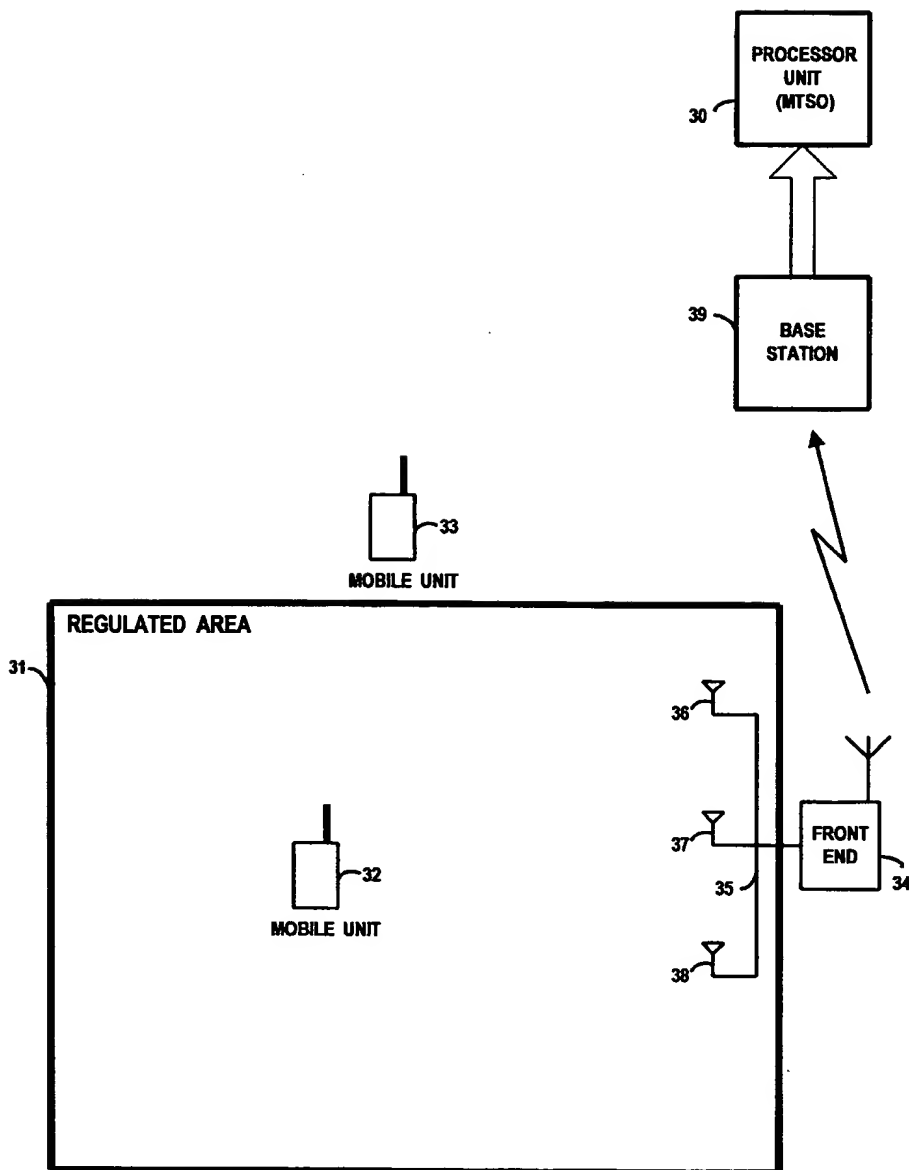 PROCESSOR
UNIT
(MTSO)
30
39
BASE
STATION
33
MOBILE UNIT
REGULATED AREA
31
36
37
FRONT
END
35
34
32
MOBILE UNIT
38